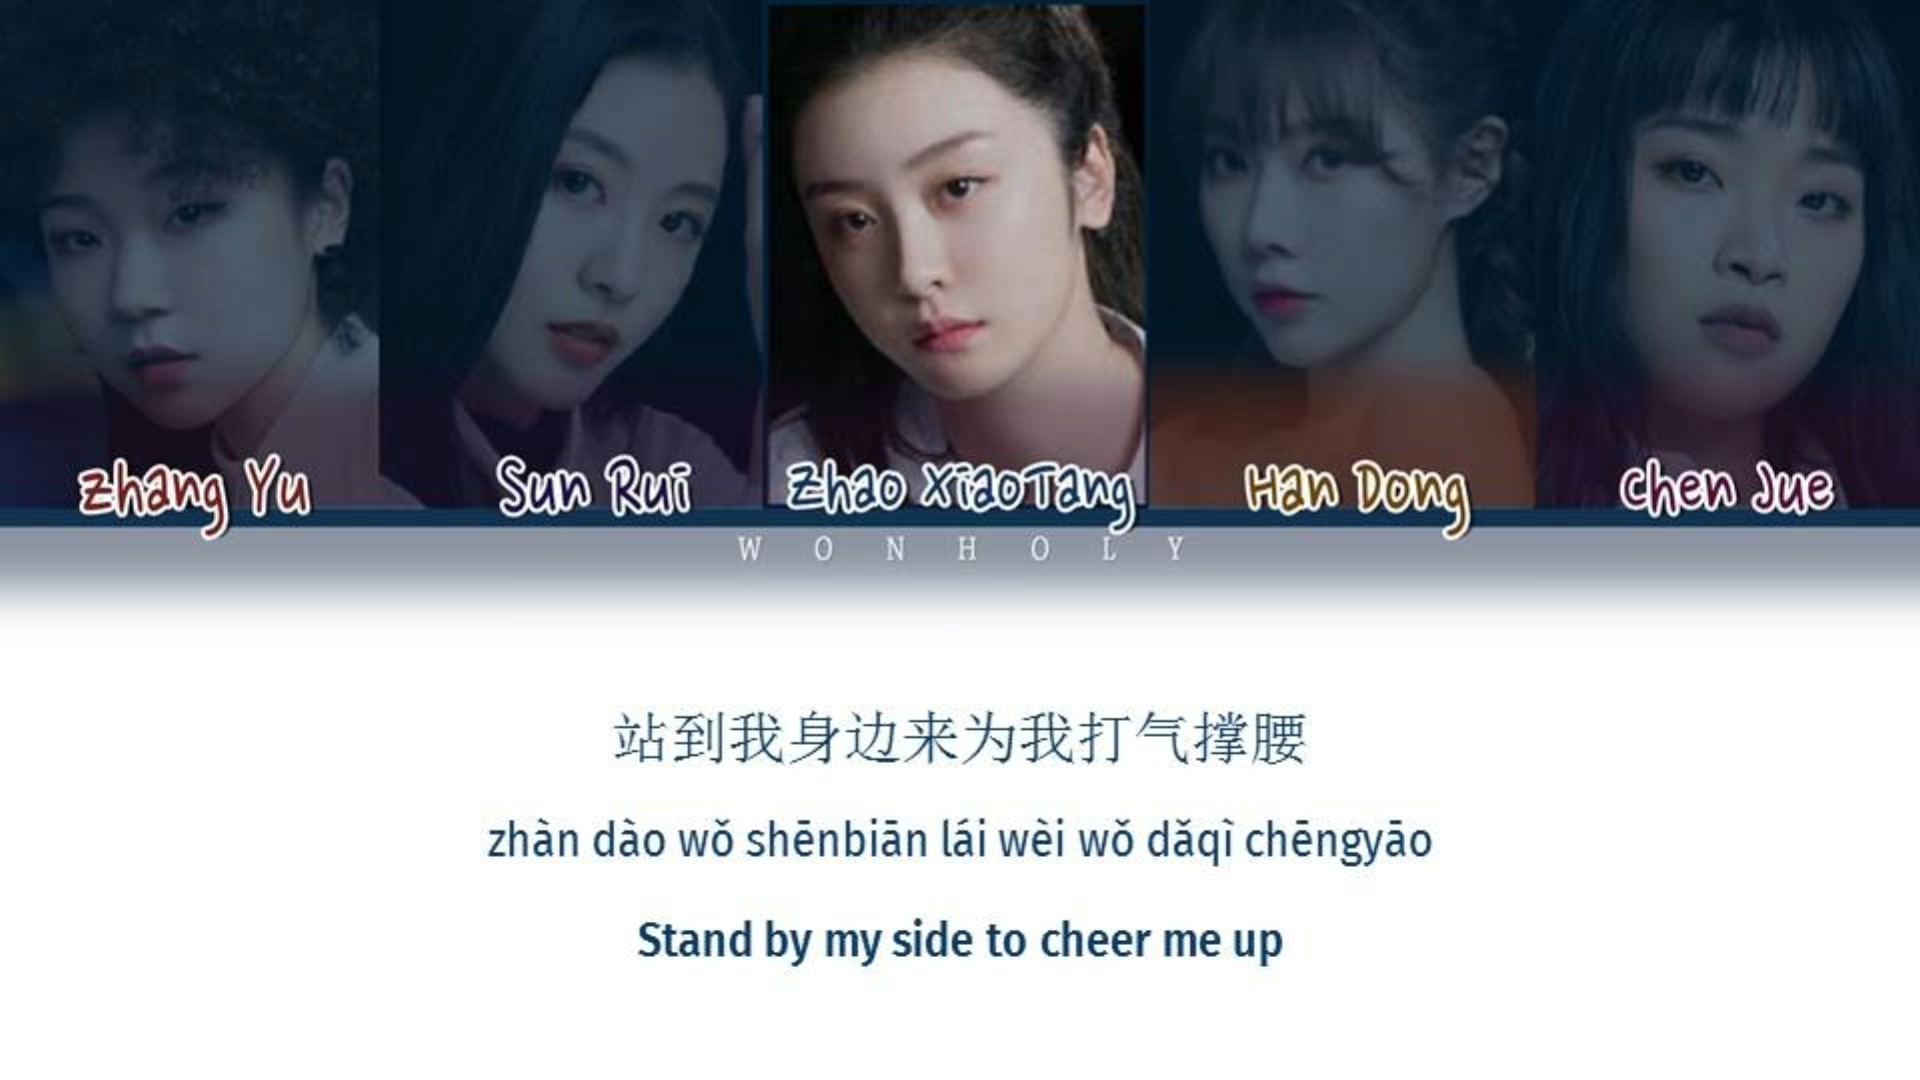 Zhang Yu
Sun Rui
Zhao XiaoTang
Han Dong
Chen Jue
WONHOLY
站到我身边来为我打气撑腰
zhàn dào wǒ shēnbiān lái wèi wǒ dǎqì chēngyāo
Stand by my side to cheer me up